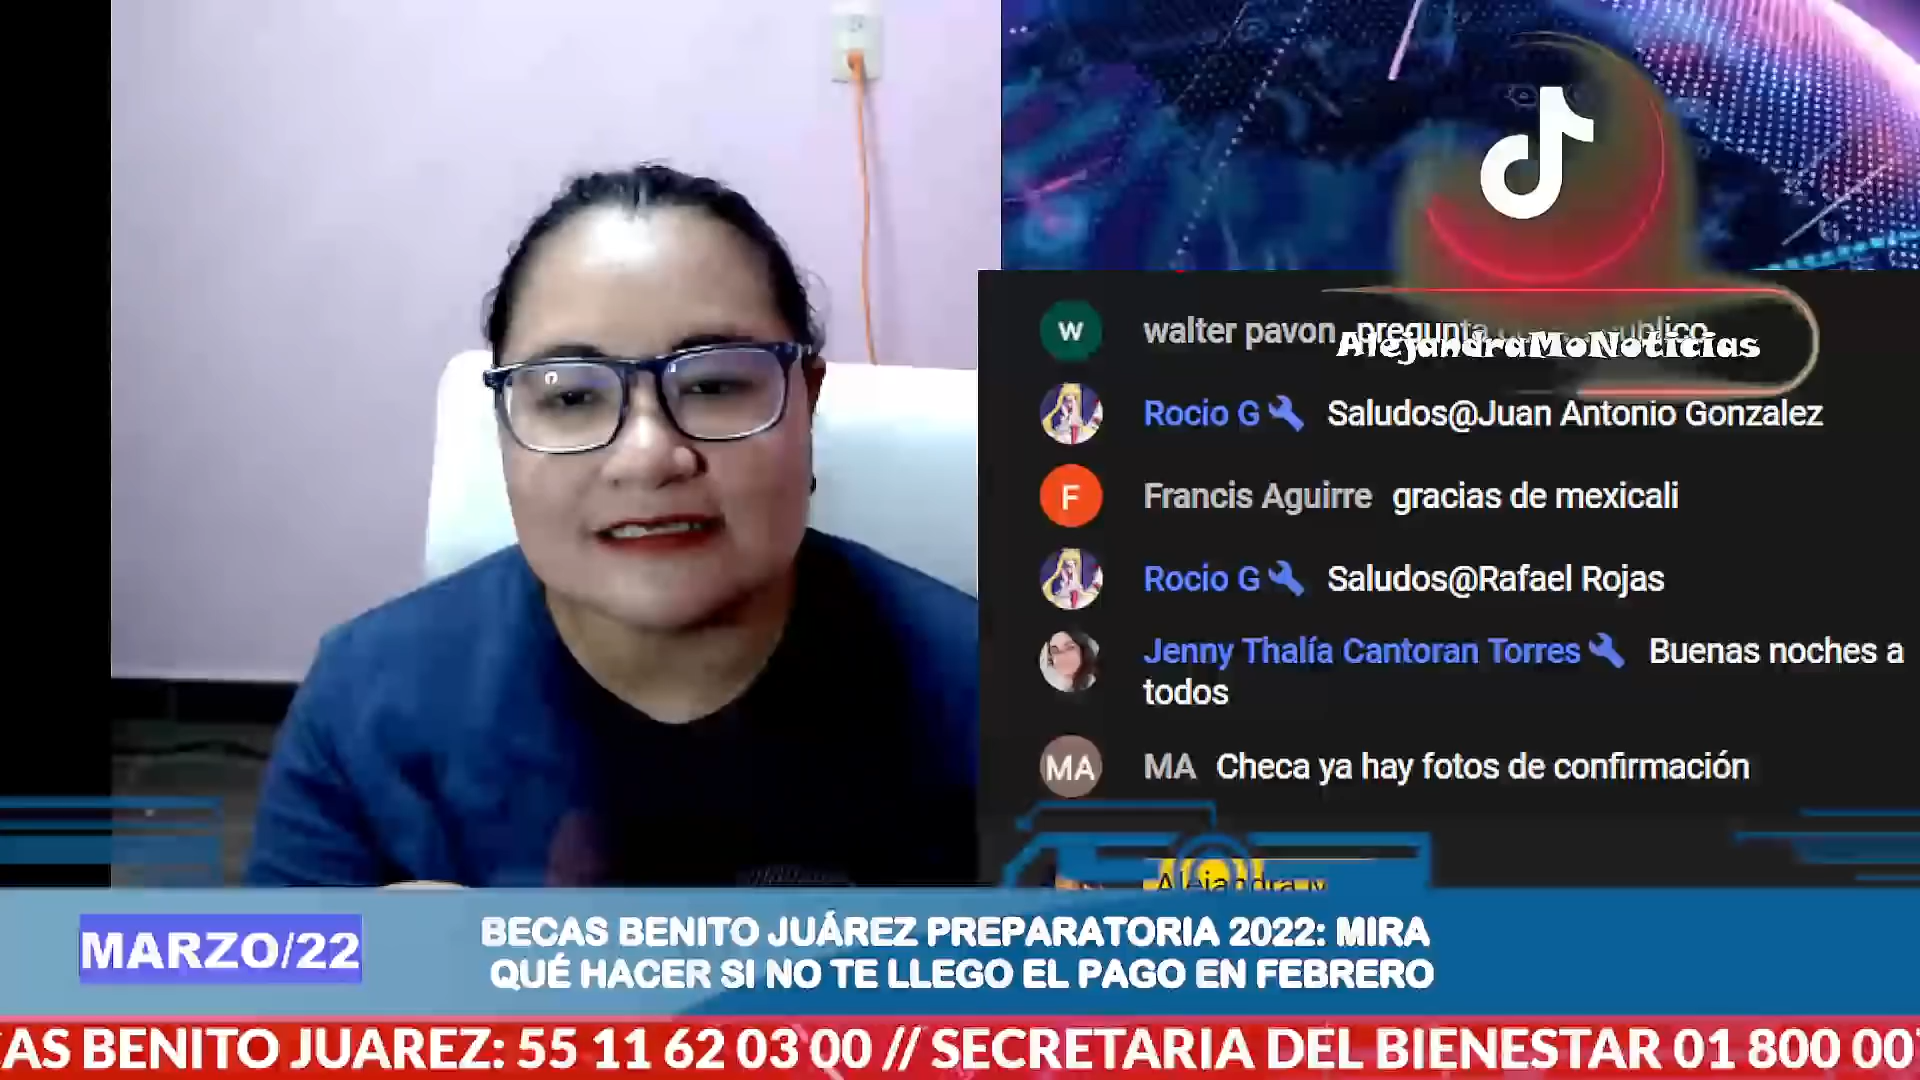 walter pavon pregunta
AlejandraMoNoticias
Rocio G Saludos@Juan Antonio Gonzalez
F
Francis Aguirre gracias de mexicali
Rocio G Saludos@Rafael Rojas
Jenny Thalía Cantoran Torres Buenas noches a
todos
MA
MA Checa ya hay fotos de confirmación
Alejandra M
MARZO/22
BECAS BENITO JUÁREZ PREPARATORIA 2022: MIRA
QUÉ HACER SI NO TE LLEGO EL PAGO EN FEBRERO
CAS BENITO JUAREZ: 55 11 62 03 00 // SECRETARIA DEL BIENESTAR 01 800 00